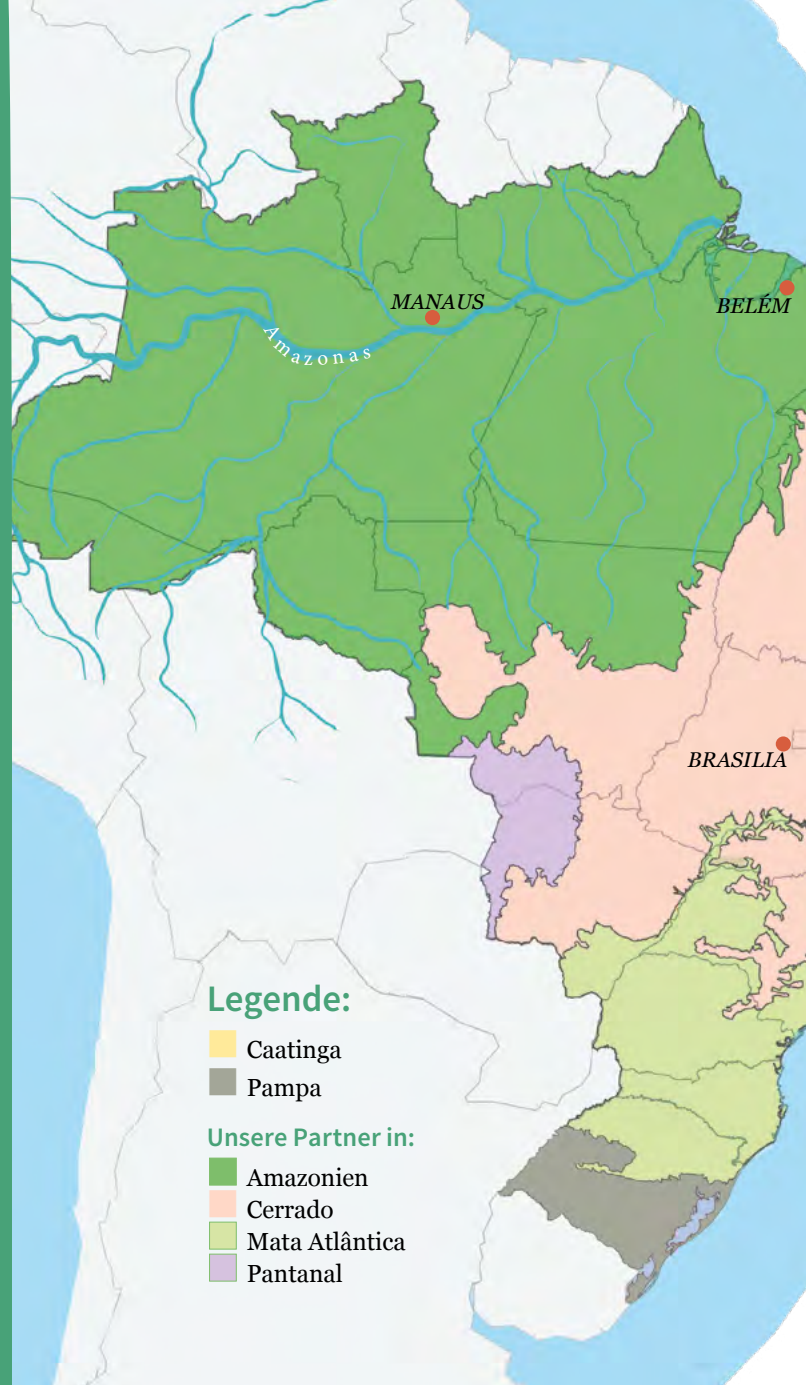 MANAUS
BELÉM
Amazonas
BRASILIA
Legende:
Caatinga
Pampa
Unsere Partner in:
Amazonien
Cerrado
Mata Atlântica
Pantanal